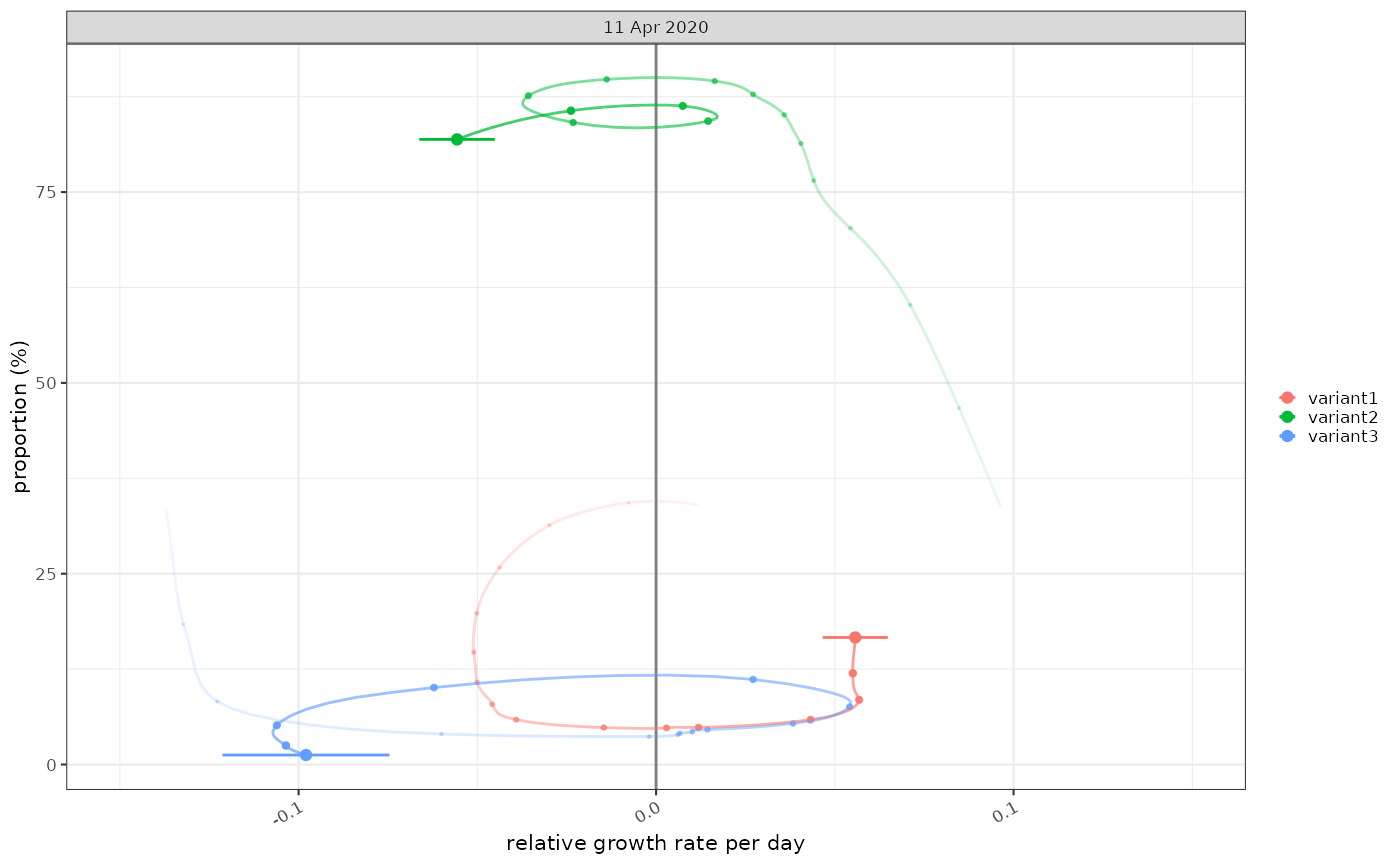 11 Apr 2020
75
50
25
0
proportion (%)
-0.1
0.0
0.1
relative growth rate per day
variant1
variant2
variant3